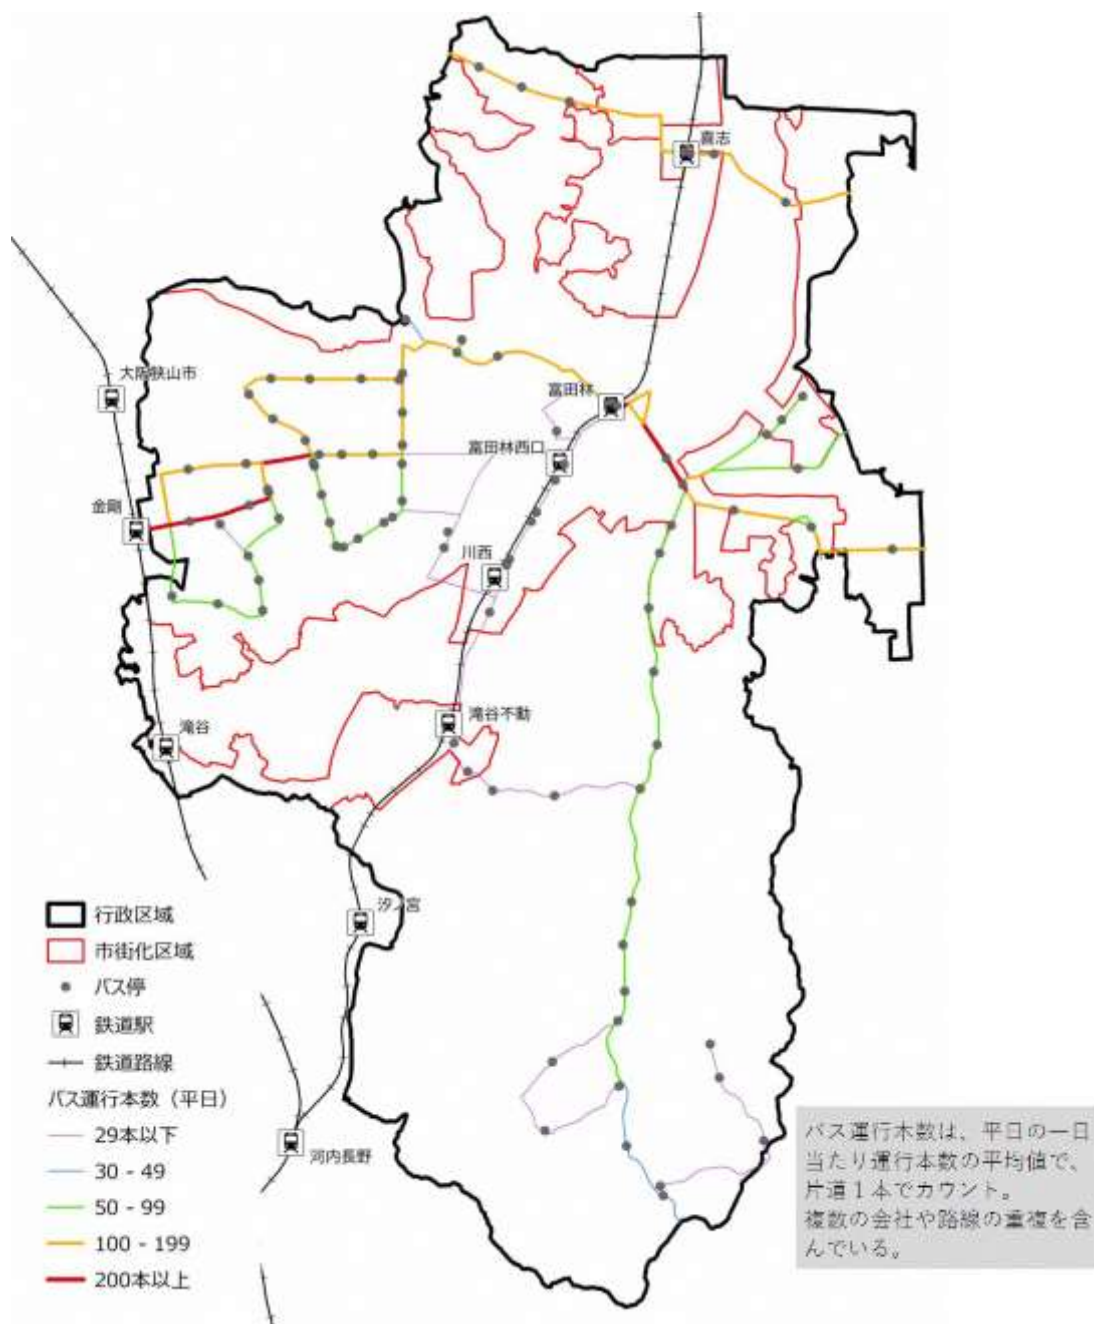 喜志
大阪狭山市
富田林
富田林西口
金剛
川西
滝谷不動
滝谷
汐ノ宮
河内長野
行政区域
市街化区域
バス停
鉄道駅
鉄道路線
バス運行本数（平日）
29本以下
30 - 49
50 - 99
100 - 199
200本以上
バス運行本数は、平日の一日
当たり運行本数の平均値で、
片道１本でカウント。
複数の会社や路線の重複を含
んでいる。